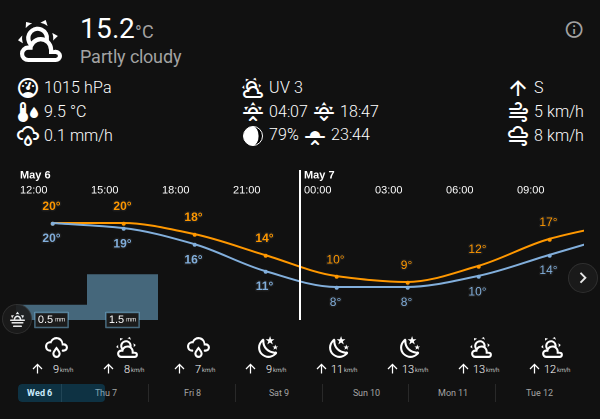 15.2°C
Partly cloudy
1015 hPa UV 3 S
9.5 °C 04:07 18:47 5 km/h
0.1 mm/h 79% 23:44 8 km/h
May 6 May 7
12:00 15:00 18:00 21:00 00:00 03:00 06:00 09:00
20° 20° 18° 14° 10° 9° 12° 17°
20° 19° 16° 11° 8° 8° 10° 14°
0.5 mm 1.5 mm
9 km/h 8 km/h 7 km/h 9 km/h 11 km/h 13 km/h 13 km/h 12 km/h
Wed 6 Thu 7 Fri 8 Sat 9 Sun 10 Mon 11 Tue 12